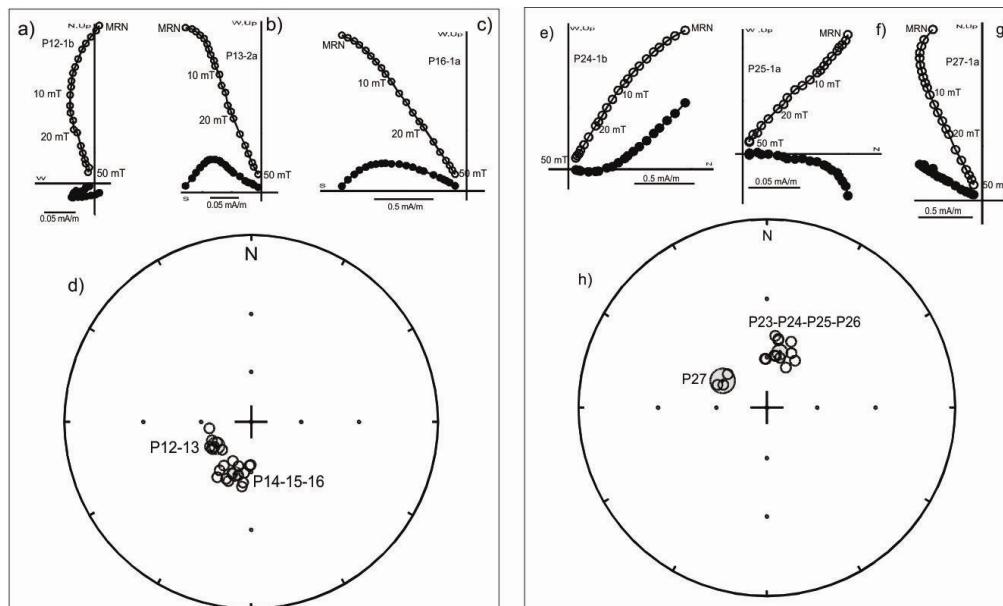 a)
N,Up
MRN
P12-1b
10 mT
20 mT
50 mT
W
0.05 mA/m
b)
W,Up
MRN
P13-2a
10 mT
20 mT
50 mT
S
0.05 mA/m
c)
W,Up
MRN
P16-1a
10 mT
20 mT
50 mT
S
0.5 mA/m
d)
N
P12-13
P14-15-16
e)
W,Up
MRN
P24-1b
10 mT
20 mT
50 mT
N
0.5 mA/m
f)
W,Up
MRN
P25-1a
10 mT
20 mT
50 mT
N
0.05 mA/m
g
N,Up
MRN
P27-1a
10 mT
20 mT
50 mT
0.5 mA/m
h)
N
P23-P24-P25-P26
P27